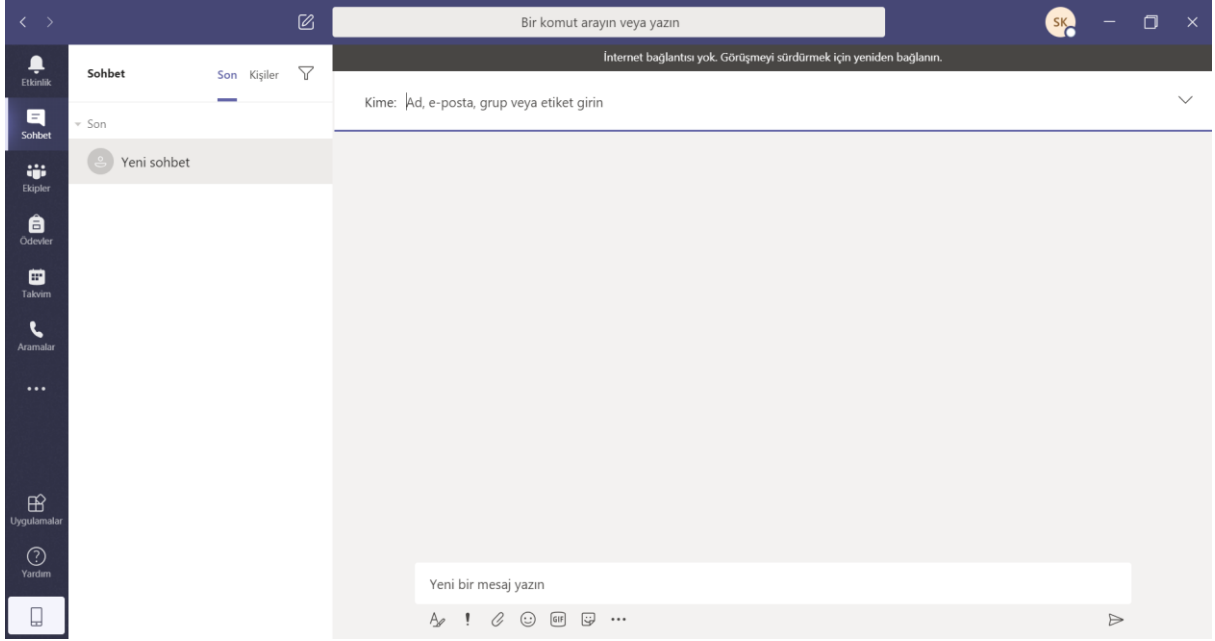 Bir komut arayın veya yazın
SK
İnternet bağlantısı yok. Görüşmeyi sürdürmek için yeniden bağlanın.
Etkinlik
Sohbet
Ekipler
Ödevler
Takvim
Aramalar
Uygulamalar
Yardım
Sohbet Son Kişiler
Son
Yeni sohbet
Kime: Ad, e-posta, grup veya etiket girin
Yeni bir mesaj yazın
GIF